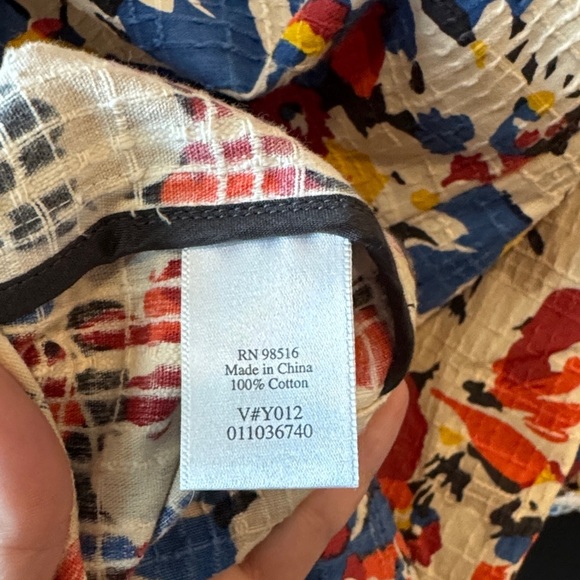 RN 98516
Made in China
100% Cotton
V#Y012
011036740